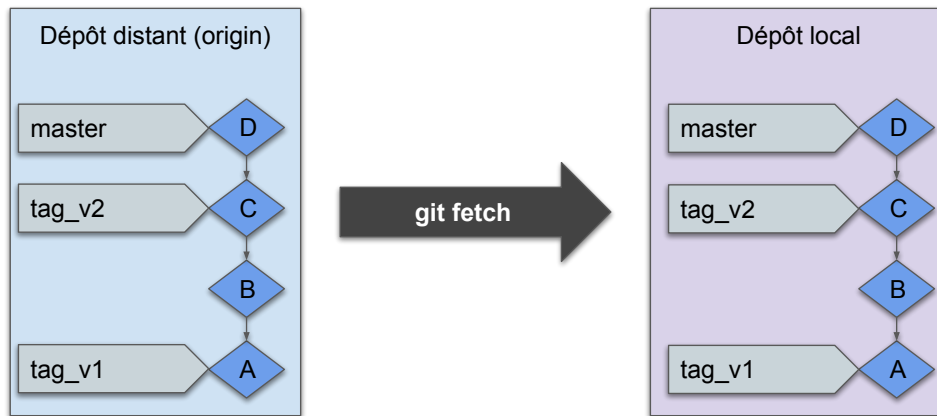 Dépôt distant (origin)
master
D
tag_v2
C
B
tag_v1
A
git fetch
Dépôt local
master
D
tag_v2
C
B
tag_v1
A